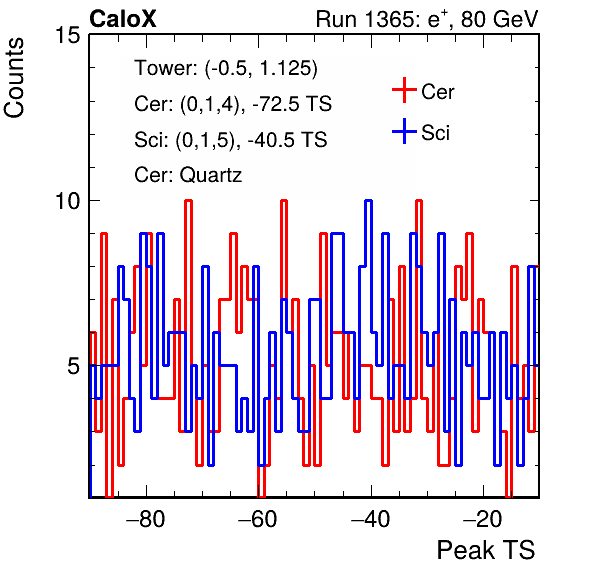 CaloX Run 1365: e+, 80 GeV
Counts
15
Tower: (-0.5, 1.125)
Cer: (0,1,4), -72.5 TS
Sci: (0,1,5), -40.5 TS
Cer: Quartz
Cer
Sci
10
5
−80 −60 −40 −20
Peak TS